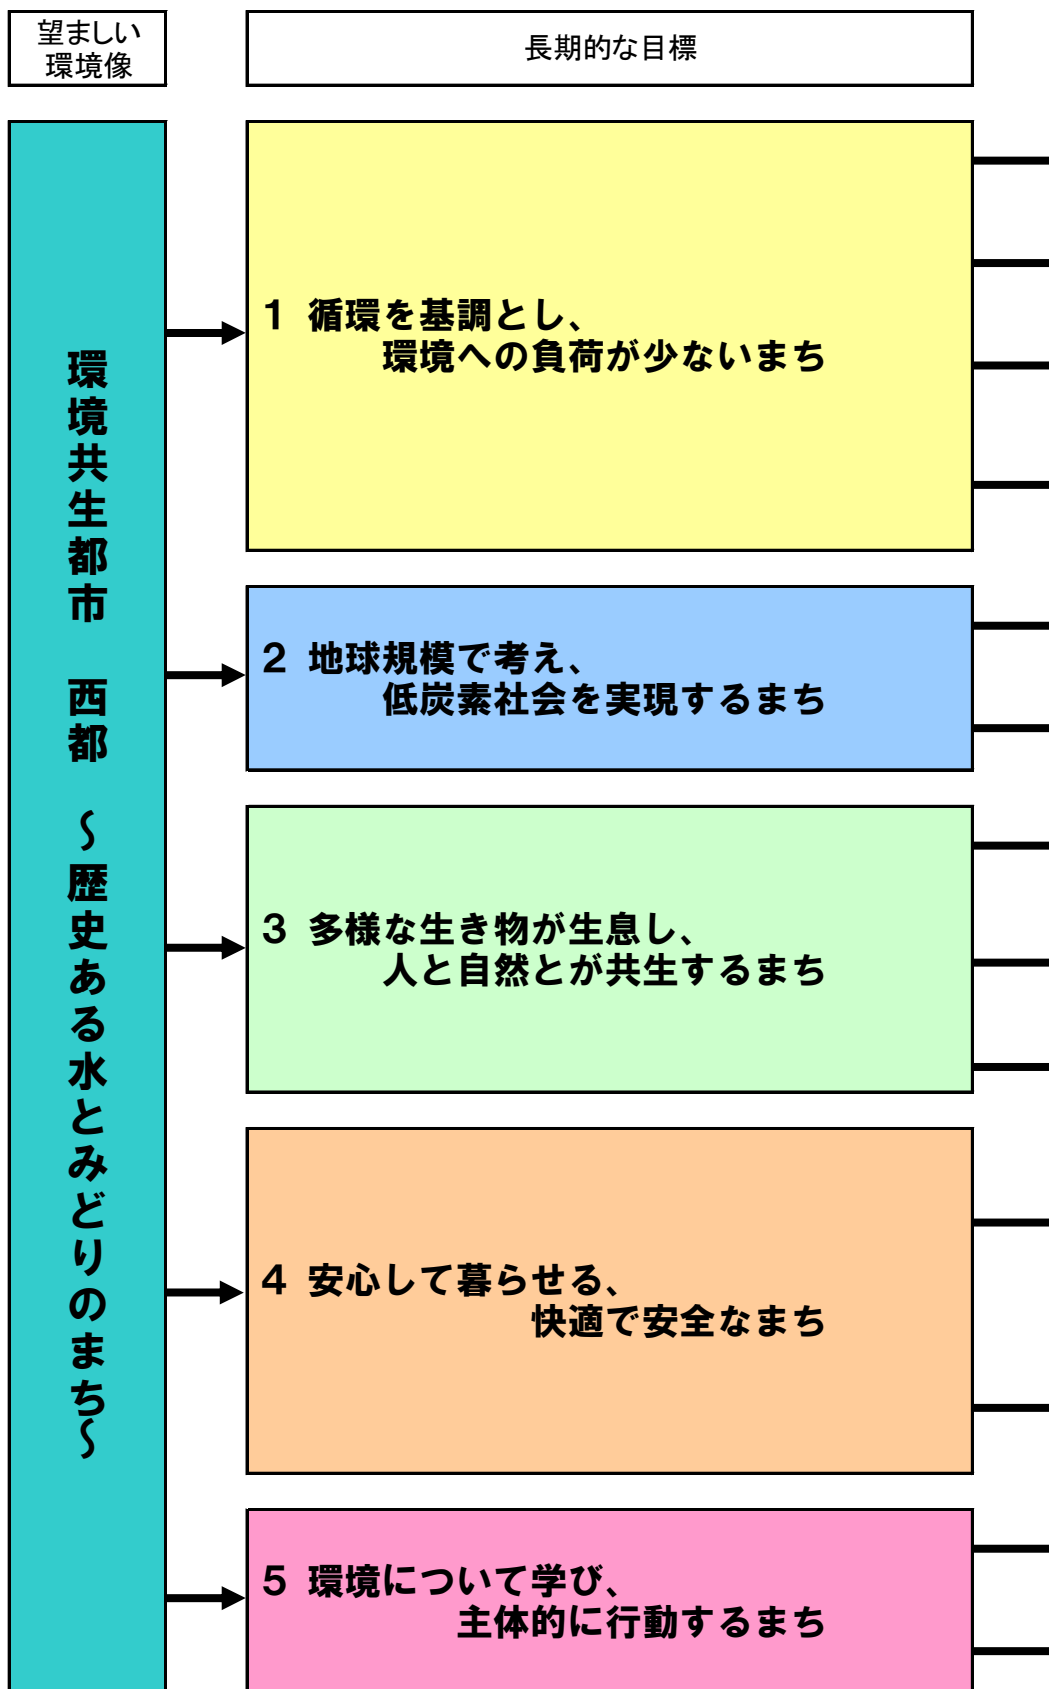 望ましい
環境像
長期的な目標
環境共生都市　西都　～歴史ある水とみどりのまち～
1 循環を基調とし、
環境への負荷が少ないまち
2 地球規模で考え、
低炭素社会を実現するまち
3 多様な生き物が生息し、
人と自然とが共生するまち
4 安心して暮らせる、
快適で安全なまち
5 環境について学び、
主体的に行動するまち